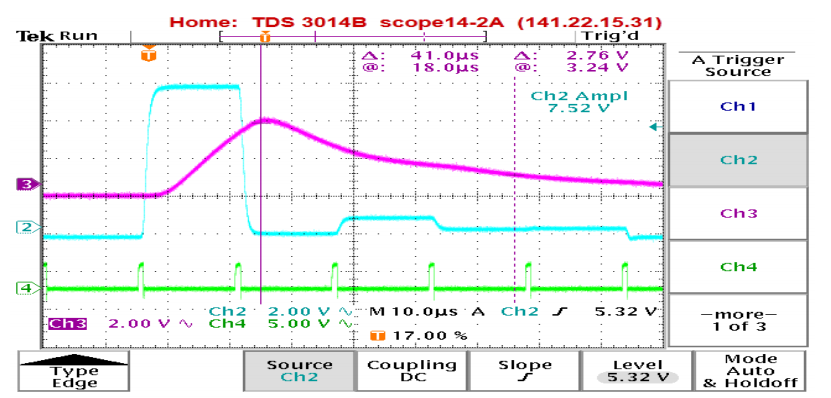 Home: TDS 3014B scope14-2A (141.22.15.31)
Tek Run
T
Trig'd
T
Δ: 41.0µs Δ: 2.76 V
@: 18.0µs @: 3.24 V
Ch2 Ampl
7.52 V
3
2
4
Ch2 2.00 V ∿ M 10.0µs A Ch2 ∫ 5.32 V
Ch3 2.00 V ∿ Ch4 5.00 V ∿
T 17.00 %
A Trigger
Source
Ch1
Ch2
Ch3
Ch4
–more–
1 of 3
Type
Edge
Source
Ch2
Coupling
DC
Slope
∫
Level
5.32 V
Mode
Auto
& Holdoff